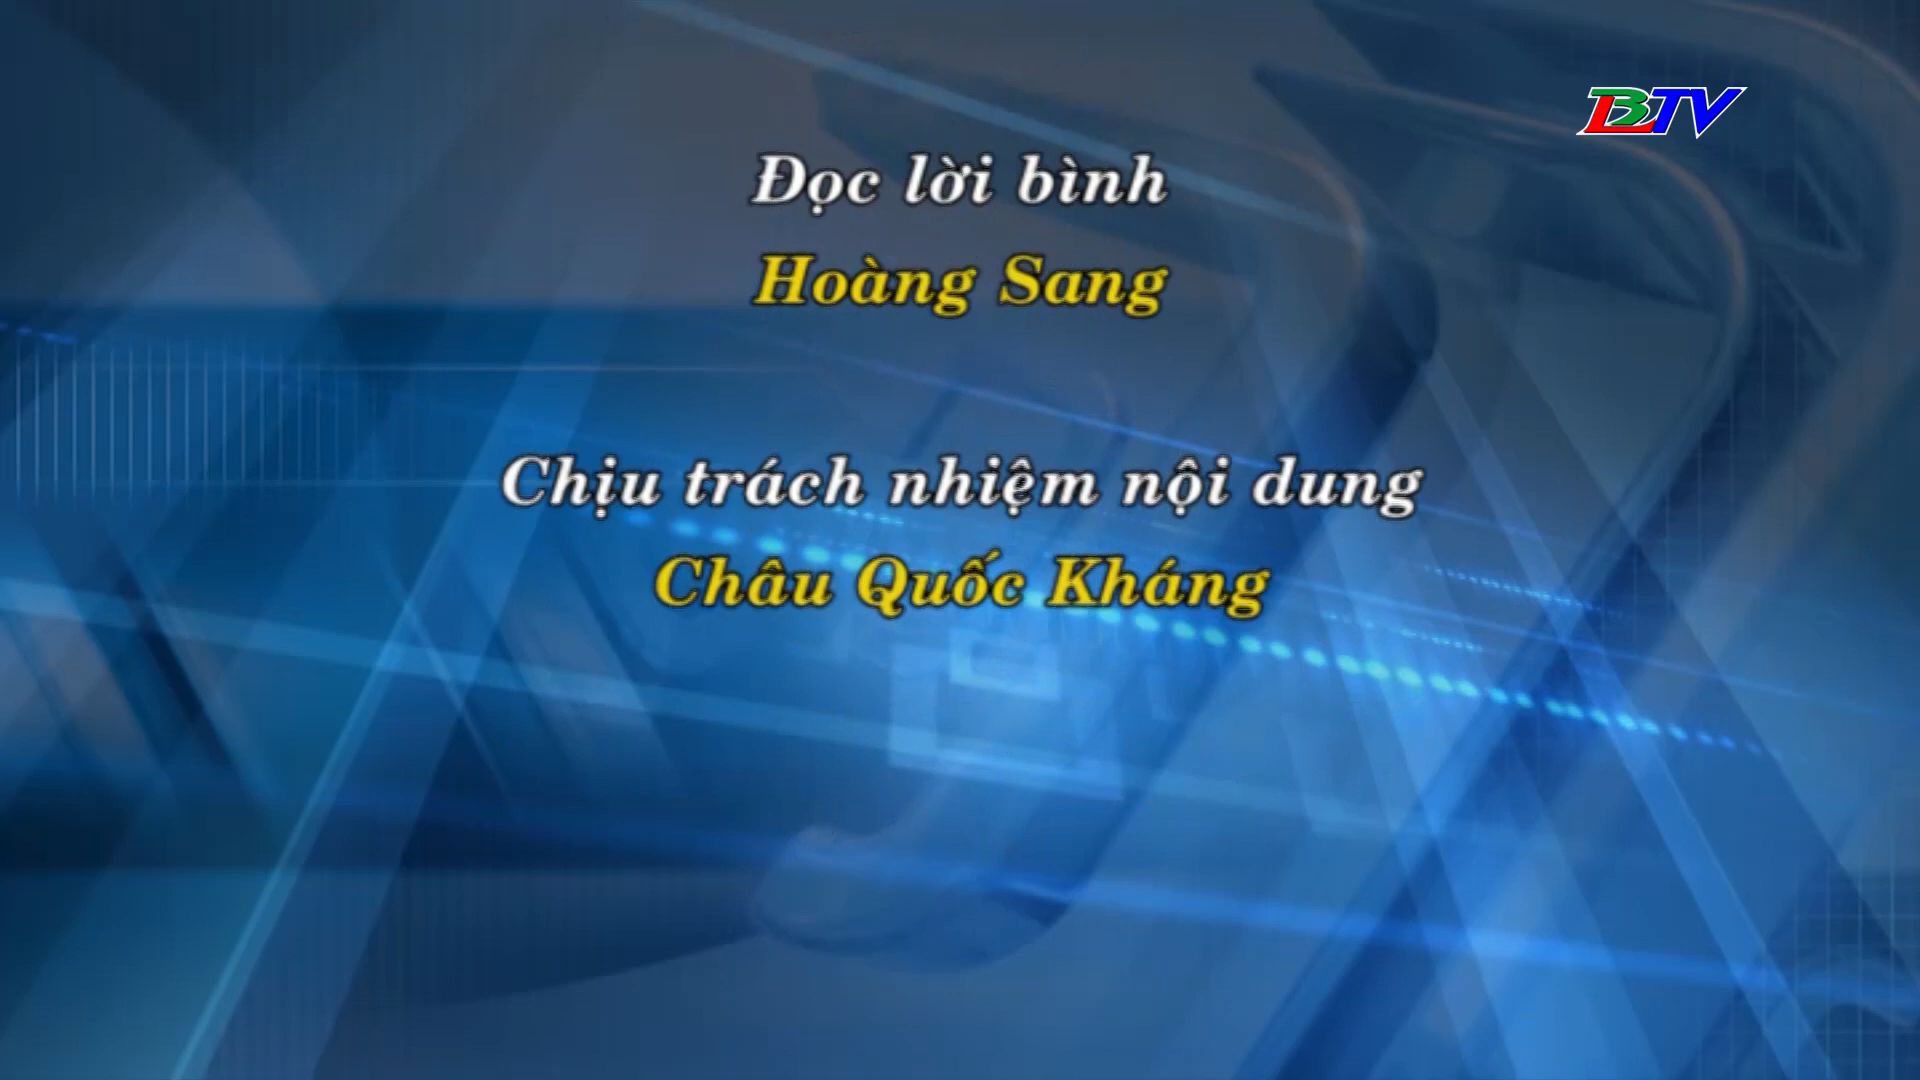 BTV
Đọc lời bình
Hoàng Sang
Chịu trách nhiệm nội dung
Châu Quốc Kháng